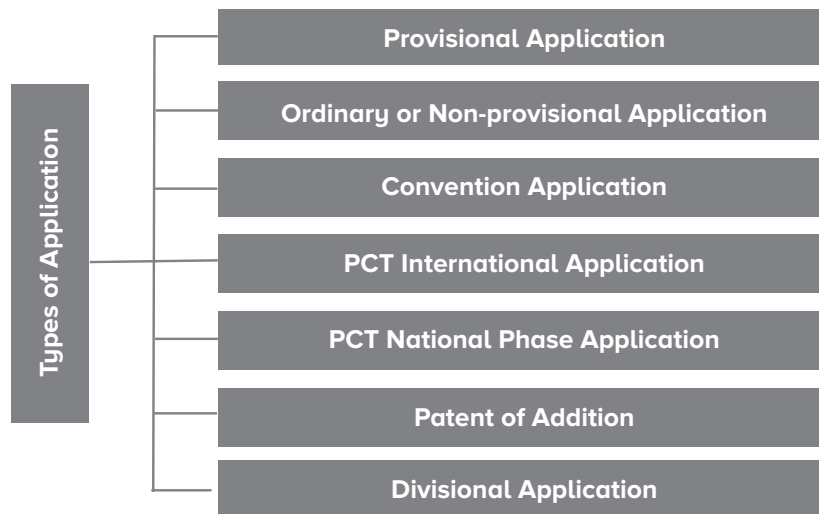 Types of Application
Provisional Application
Ordinary or Non-provisional Application
Convention Application
PCT International Application
PCT National Phase Application
Patent of Addition
Divisional Application